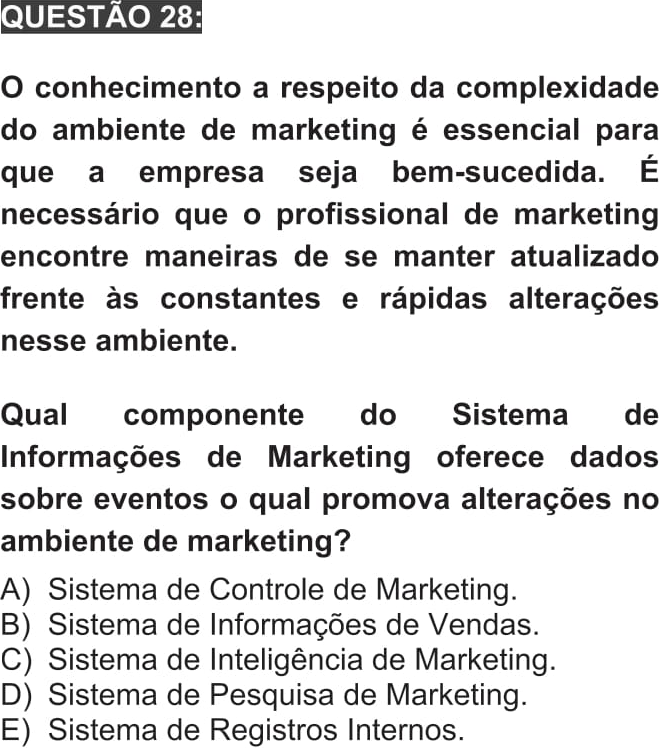 QUESTÃO 28:
O conhecimento a respeito da complexidade
do ambiente de marketing é essencial para
que a empresa seja bem-sucedida. É
necessário que o profissional de marketing
encontre maneiras de se manter atualizado
frente às constantes e rápidas alterações
nesse ambiente.
Qual componente do Sistema de
Informações de Marketing oferece dados
sobre eventos o qual promova alterações no
ambiente de marketing?
A) Sistema de Controle de Marketing.
B) Sistema de Informações de Vendas.
C) Sistema de Inteligência de Marketing.
D) Sistema de Pesquisa de Marketing.
E) Sistema de Registros Internos.